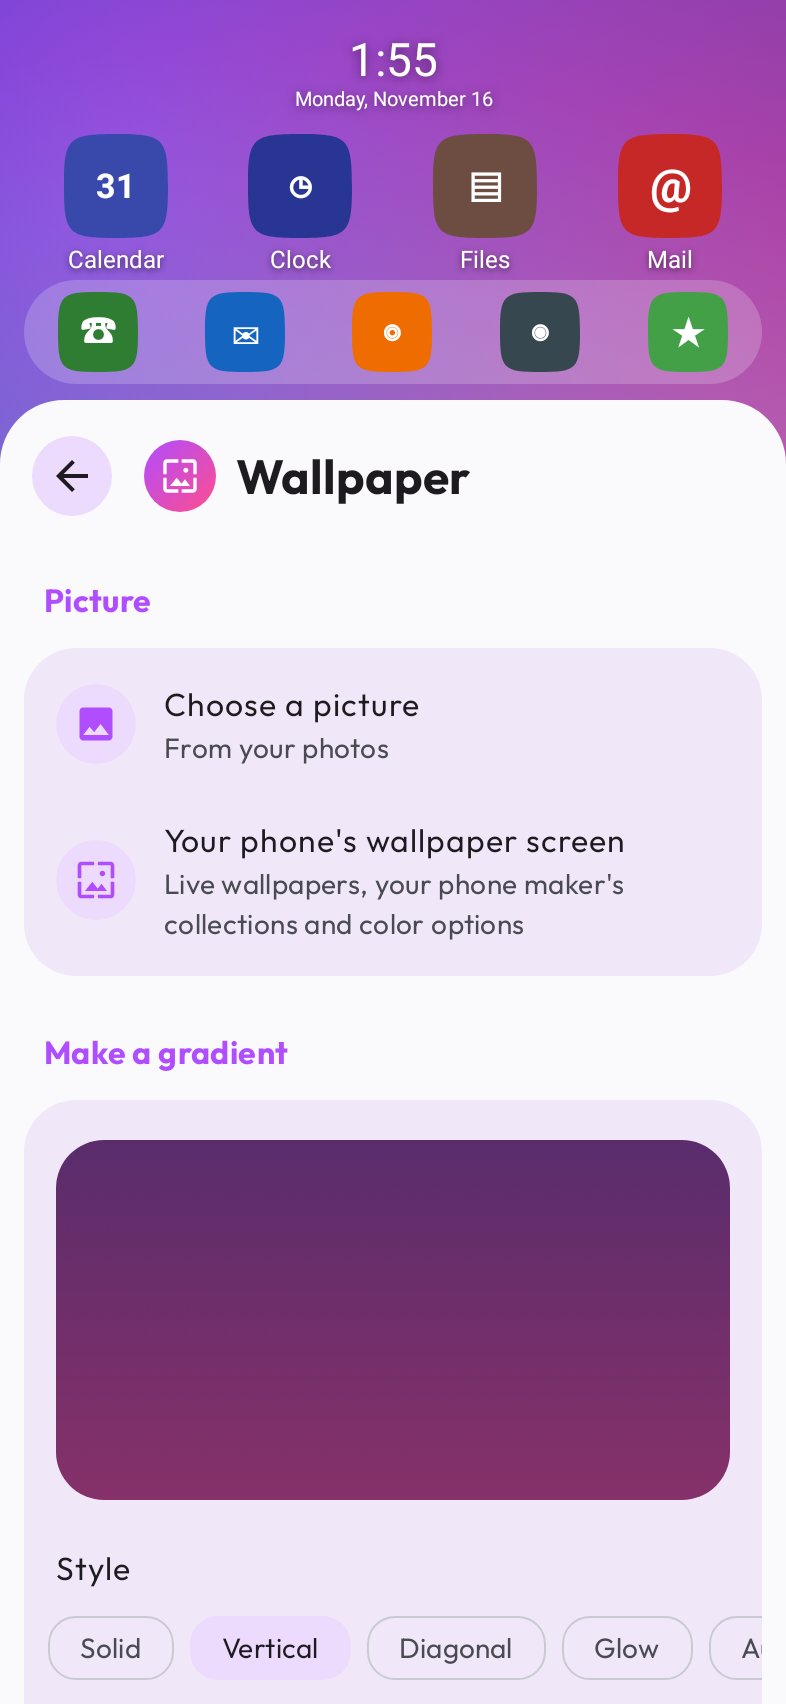 1:55
Monday, November 16
31
@
Calendar
Clock
Files
Mail
Wallpaper
Picture
Choose a picture
From your photos
Your phone's wallpaper screen
Live wallpapers, your phone maker's
collections and color options
Make a gradient
Style
Solid
Vertical
Diagonal
Glow